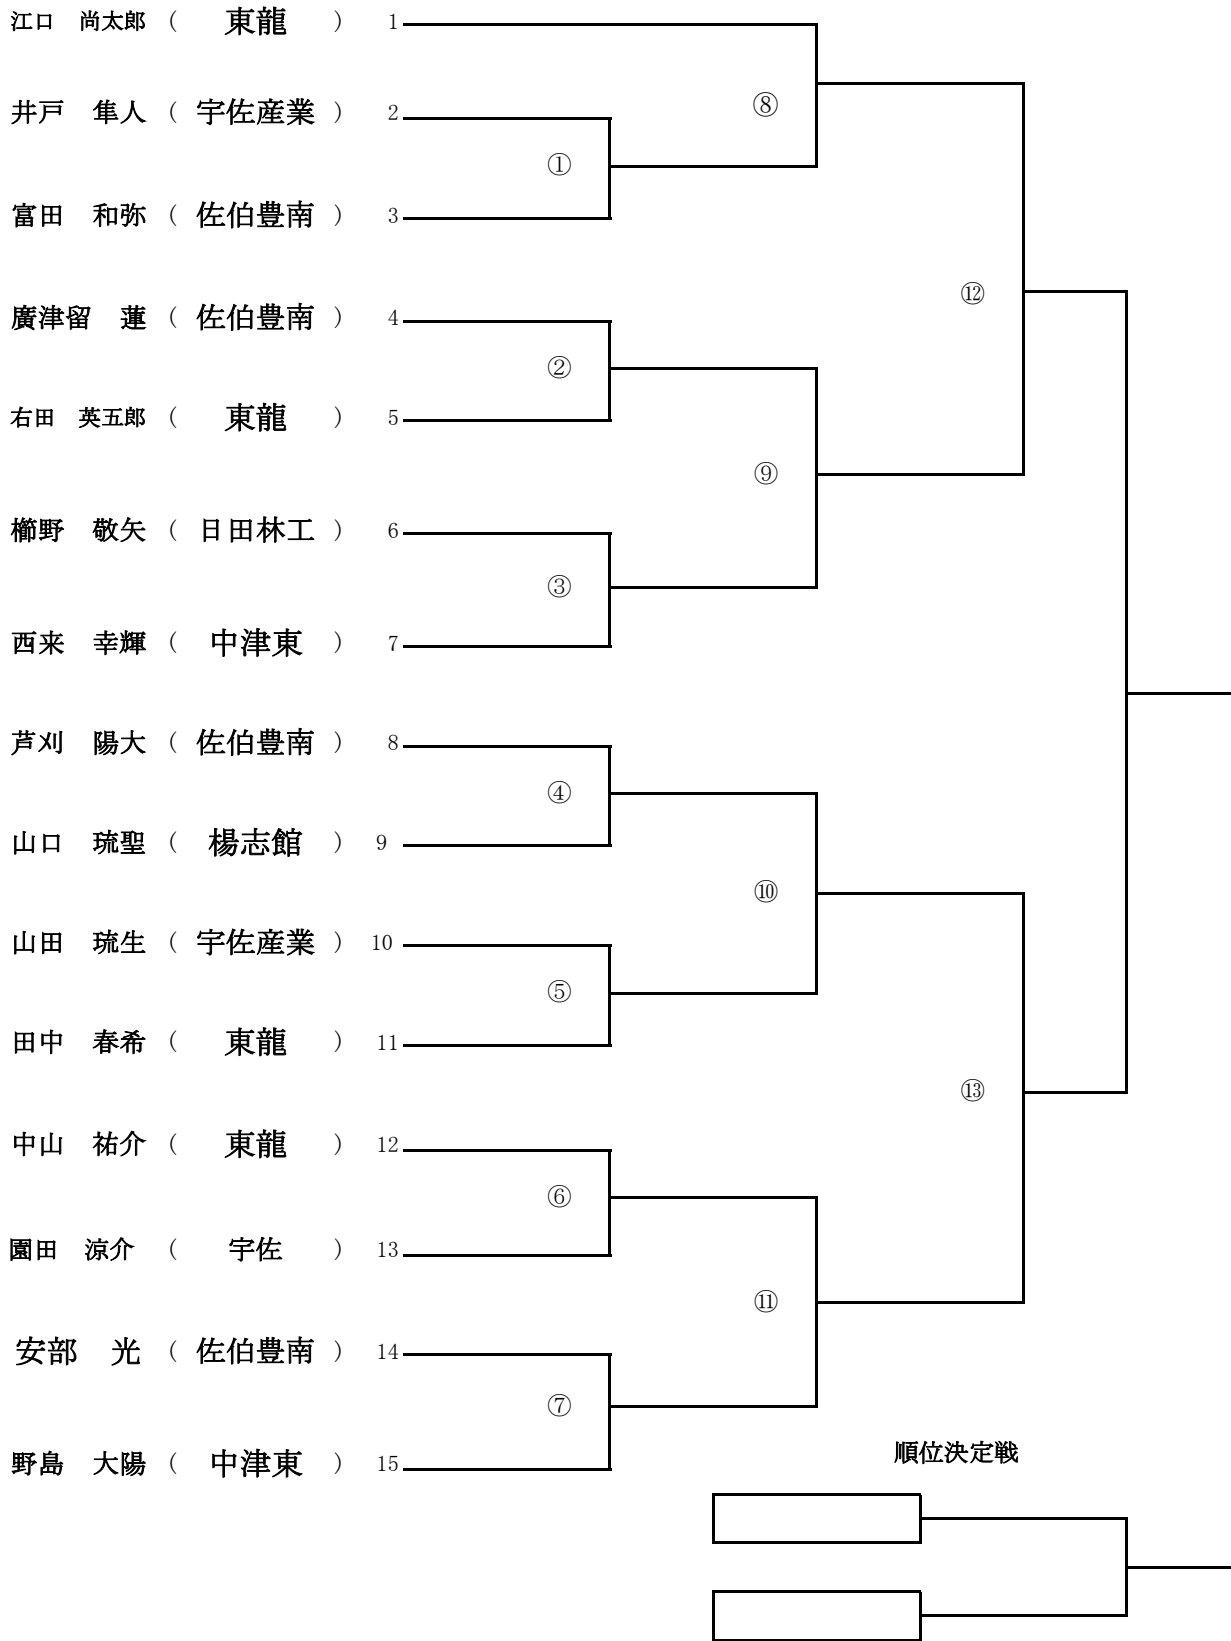 江口　尚太郎 （ 東龍 ） 1
⑧
井戸　隼人 （ 宇佐産業 ） 2
①
富田　和弥 （ 佐伯豊南 ） 3
⑫
廣津留　蓮 （ 佐伯豊南 ） 4
②
右田　英五郎 （ 東龍 ） 5
⑨
櫛野　敬矢 （ 日田林工 ） 6
③
西来　幸輝 （ 中津東 ） 7
芦刈　陽大 （ 佐伯豊南 ） 8
④
山口　琉聖 （ 楊志館 ） 9
⑩
山田　琉生 （ 宇佐産業 ） 10
⑤
田中　春希 （ 東龍 ） 11
⑬
中山　祐介 （ 東龍 ） 12
⑥
園田　涼介 （ 宇佐 ） 13
⑪
安部　光 （ 佐伯豊南 ） 14
⑦
野島　大陽 （ 中津東 ） 15
順位決定戦